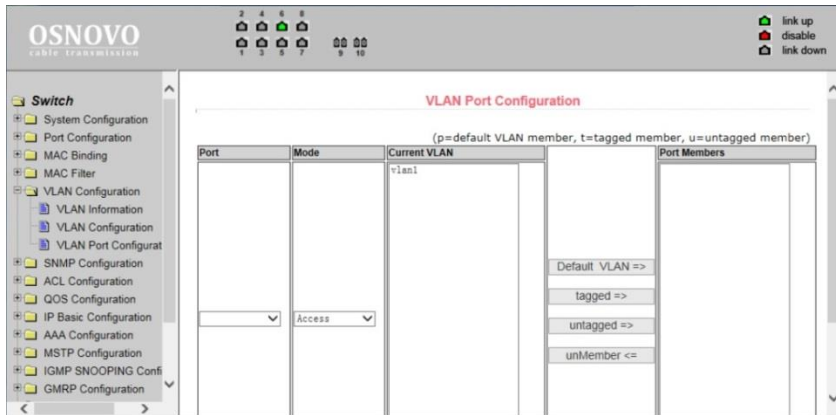 OSNOVO
cable transmission
2 4 6 8
1 3 5 7 9 10
link up
disable
link down
Switch
System Configuration
Port Configuration
MAC Binding
MAC Filter
VLAN Configuration
VLAN Information
VLAN Configuration
VLAN Port Configurat
SNMP Configuration
ACL Configuration
QOS Configuration
IP Basic Configuration
AAA Configuration
MSTP Configuration
IGMP SNOOPING Confi
GMRP Configuration
VLAN Port Configuration
(p=default VLAN member, t=tagged member, u=untagged member)
Port Mode Current VLAN Port Members
vlan1
Access
Default VLAN =>
tagged =>
untagged =>
unMember <=